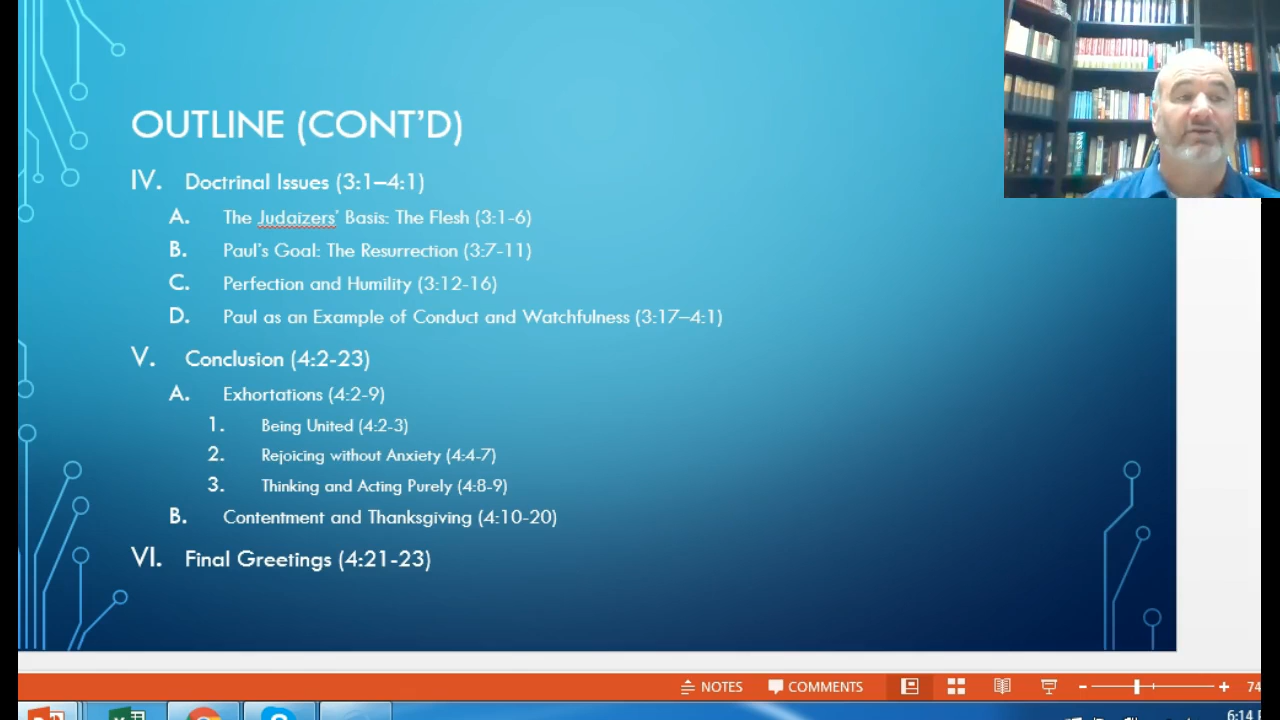 OUTLINE (CONT'D)
IV. Doctrinal Issues (3:1–4:1)
A. The Judaizers' Basis: The Flesh (3:1-6)
B. Paul's Goal: The Resurrection (3:7-11)
C. Perfection and Humility (3:12-16)
D. Paul as an Example of Conduct and Watchfulness (3:17–4:1)
V. Conclusion (4:2-23)
A. Exhortations (4:2-9)
1. Being United (4:2-3)
2. Rejoicing without Anxiety (4:4-7)
3. Thinking and Acting Purely (4:8-9)
B. Contentment and Thanksgiving (4:10-20)
VI. Final Greetings (4:21-23)
NOTES COMMENTS 74
6:14